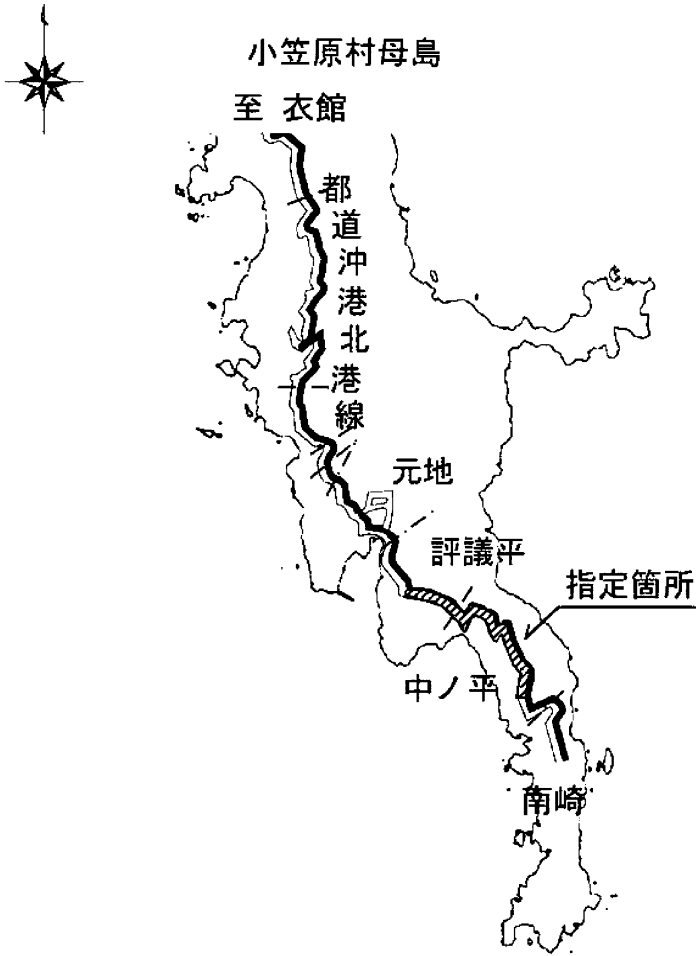 小笠原村母島
至 衣館
都道沖港北港線
元地
評議平
指定箇所
中ノ平
南崎